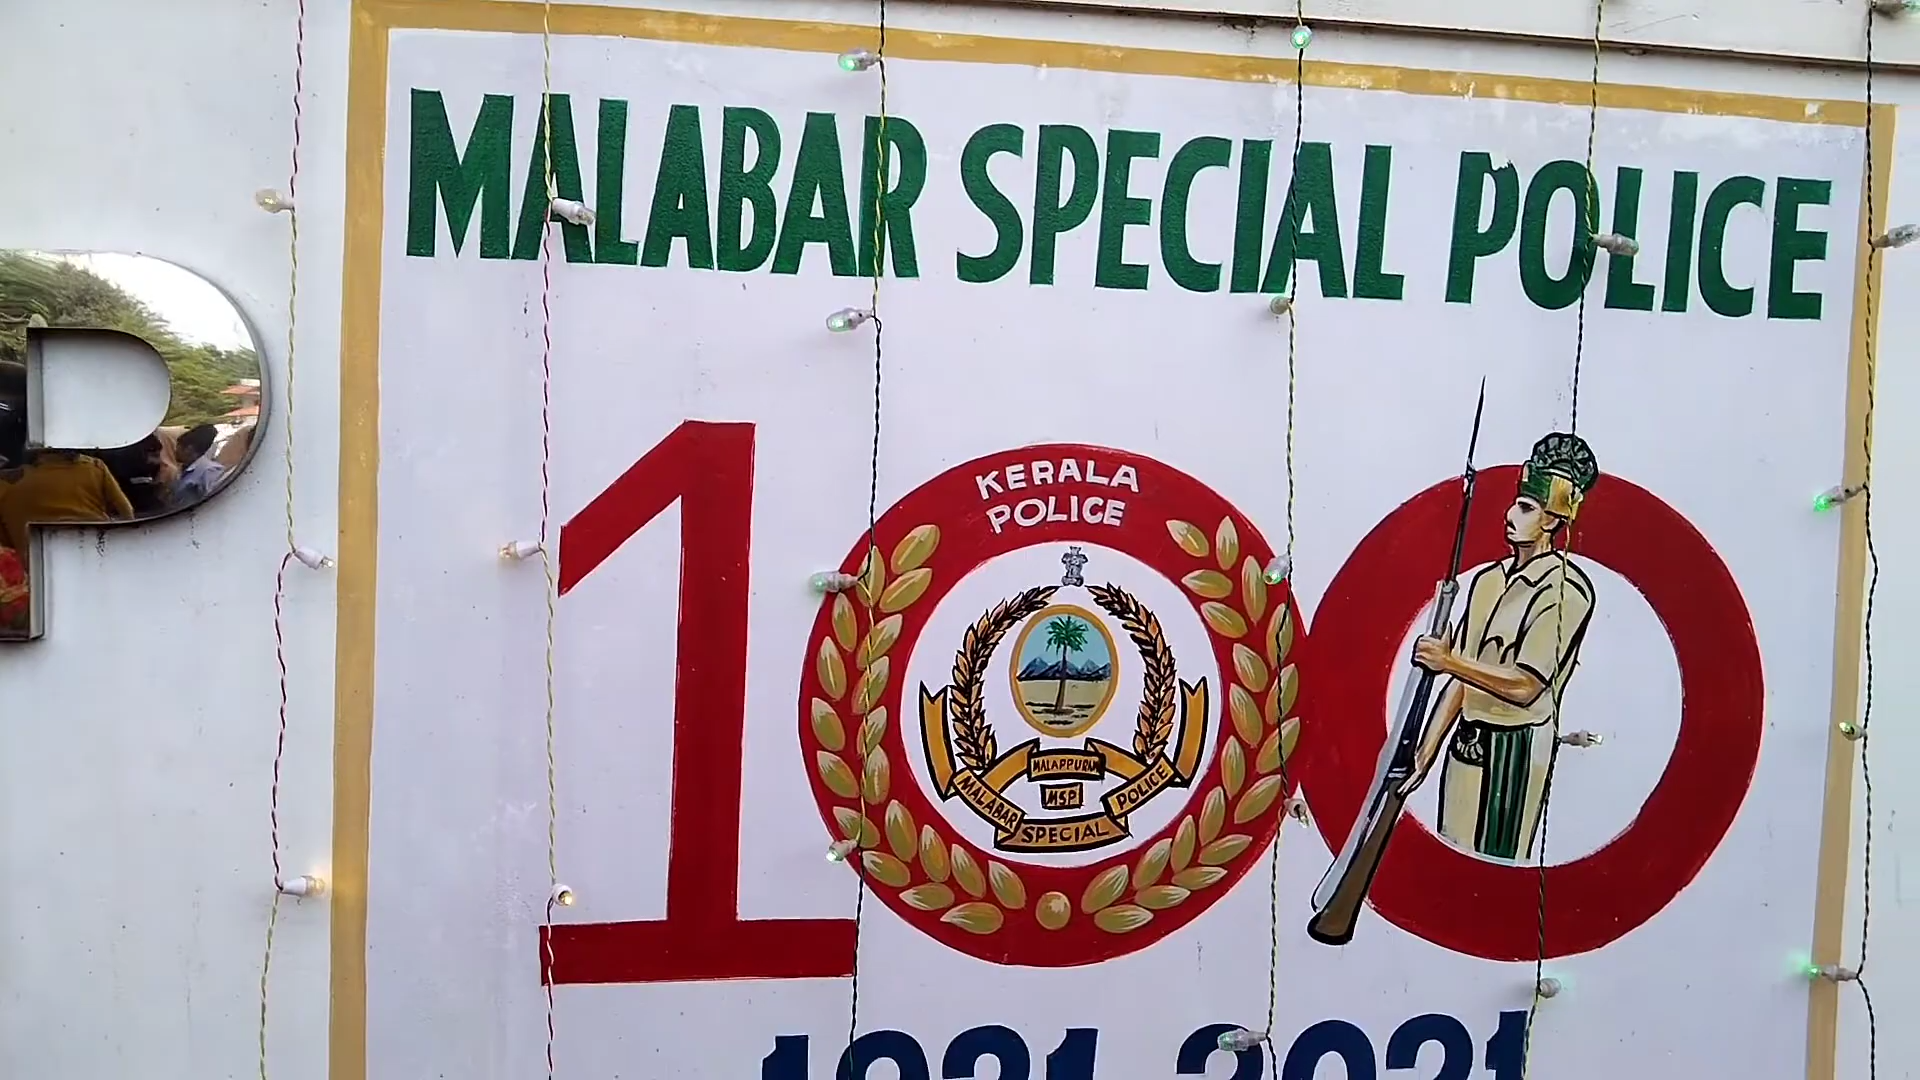 MALABAR SPECIAL POLICE
P
100
KERALA
POLICE
MALAPPURAM
MSP
MALABAR SPECIAL POLICE
1921-2021